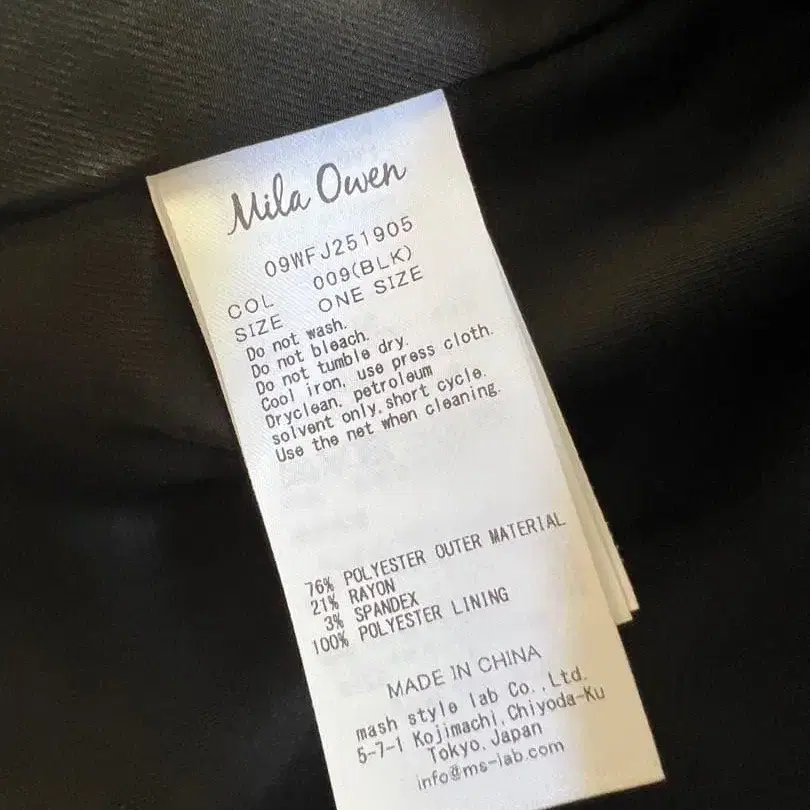 Mila Owen
09WFJ251905
COL 009(BLK)
SIZE ONE SIZE
Do not wash.
Do not bleach.
Do not tumble dry.
Cool iron, use press cloth.
Dryclean, petroleum
solvent only,short cycle.
Use the net when cleaning.
76% POLYESTER OUTER MATERIAL
21% RAYON
3% SPANDEX
100% POLYESTER LINING
MADE IN CHINA
mash style lab Co.,Ltd.
5-7-1 Kojimachi,Chiyoda-Ku
Tokyo,Japan
info@ms-lab.com